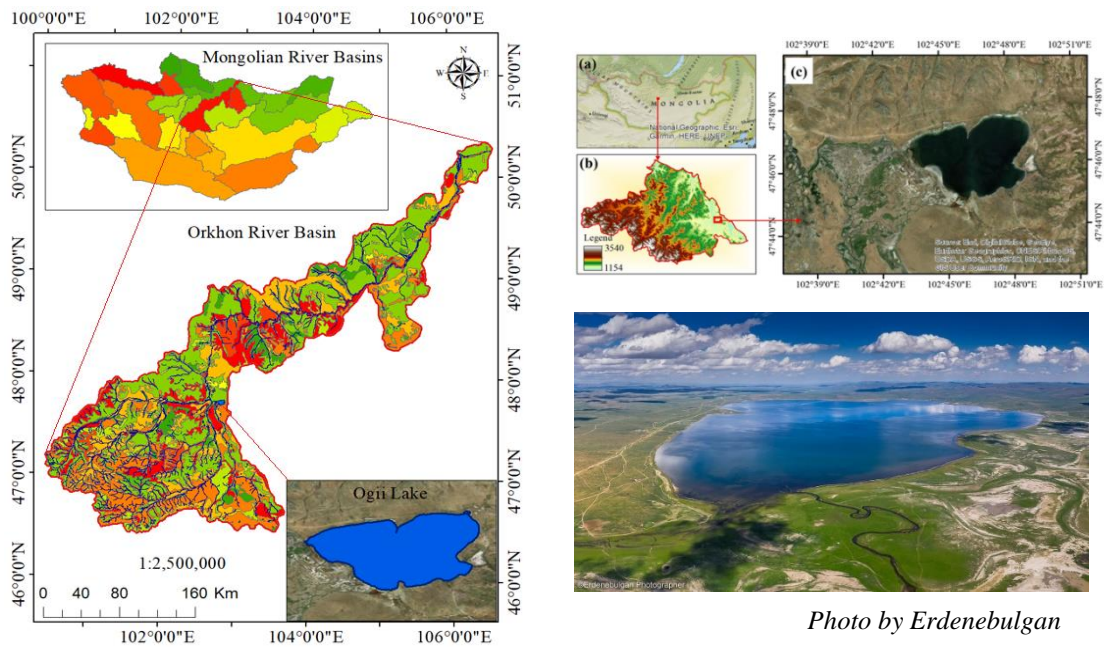 100°0'0"E
102°0'0"E
104°0'0"E
106°0'0"E
Mongolian River Basins
N
W
E
S
51°0'0"N
50°0'0"N
50°0'0"N
Orkhon River Basin
49°0'0"N
49°0'0"N
48°0'0"N
48°0'0"N
47°0'0"N
47°0'0"N
46°0'0"N
46°0'0"N
Ogii Lake
1:2,500,000
0 40 80 160 Km
102°0'0"E
104°0'0"E
106°0'0"E
(a)
MONGOLIA
National Geographic, Esri
Garmin, HERE, UNEP
(b)
Legend
3540
1154
102°39'0"E
102°42'0"E
102°45'0"E
102°48'0"E
102°51'0"E
(c)
47°48'0"N
47°48'0"N
47°46'0"N
47°46'0"N
47°44'0"N
47°44'0"N
102°39'0"E
102°42'0"E
102°45'0"E
102°48'0"E
102°51'0"E
©Erdenebulgan Photographer
Photo by Erdenebulgan